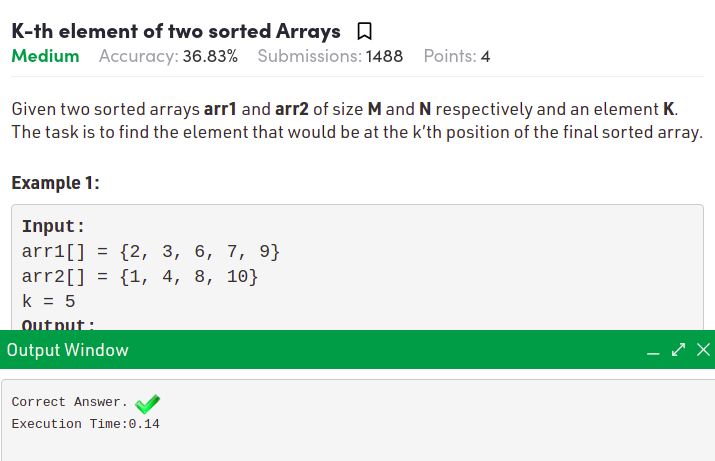 K-th element of two sorted Arrays
Medium Accuracy: 36.83% Submissions: 1488 Points: 4
Given two sorted arrays arr1 and arr2 of size M and N respectively and an element K.
The task is to find the element that would be at the k’th position of the final sorted array.
Example 1:
Input:
arr1[] = {2, 3, 6, 7, 9}
arr2[] = {1, 4, 8, 10}
k = 5
Output:
Output Window
Correct Answer.
Execution Time:0.14